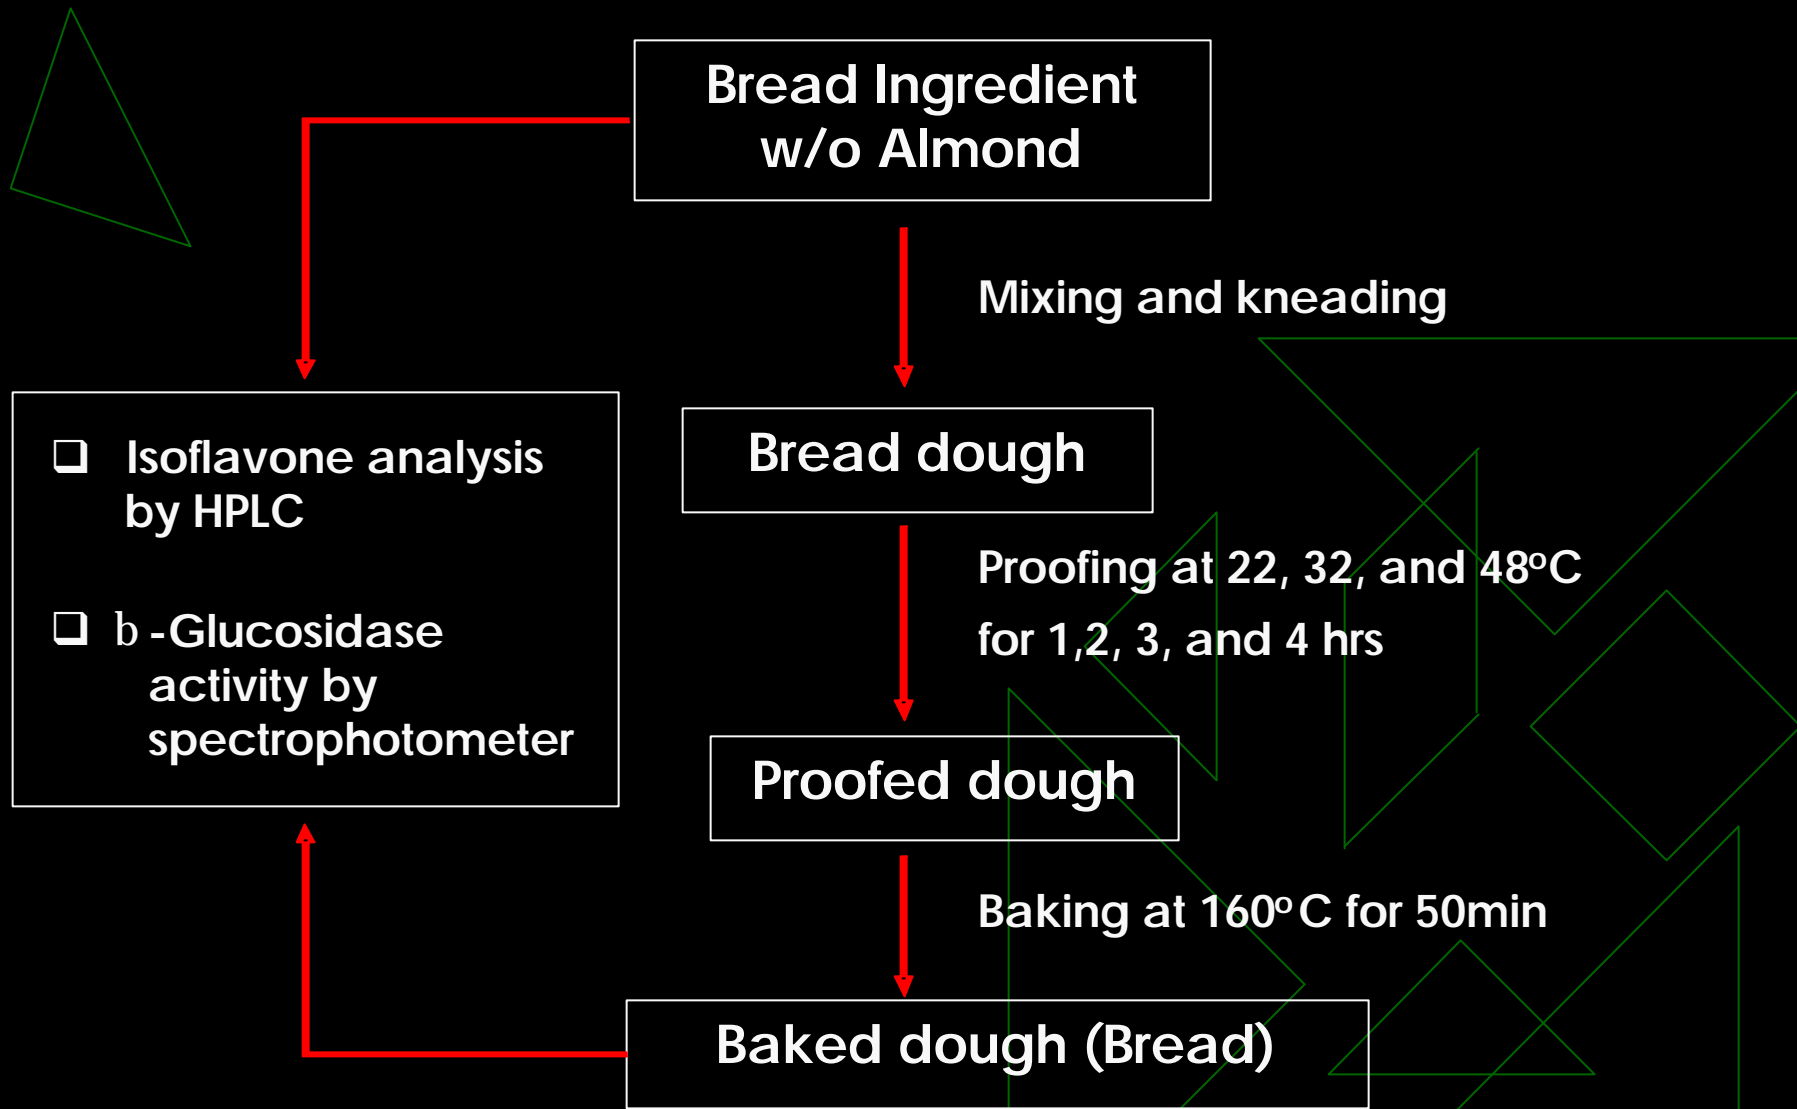 Bread Ingredient
w/o Almond
Mixing and kneading
❑ Isoflavone analysis
by HPLC
❑ b -Glucosidase
activity by
spectrophotometer
Bread dough
Proofing at 22, 32, and 48ºC
for 1,2, 3, and 4 hrs
Proofed dough
Baking at 160º C for 50min
Baked dough (Bread)